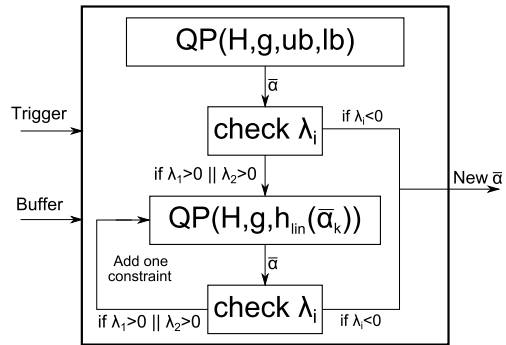 QP(H,g,ub,lb)
ᾱ
Trigger
check λᵢ
if λᵢ<0
if λ₁>0 || λ₂>0
New ᾱ
Buffer
QP(H,g,hₗᵢₙ(ᾱₖ))
Add one
constraint
ᾱ
check λᵢ
if λ₁>0 || λ₂>0
if λᵢ<0